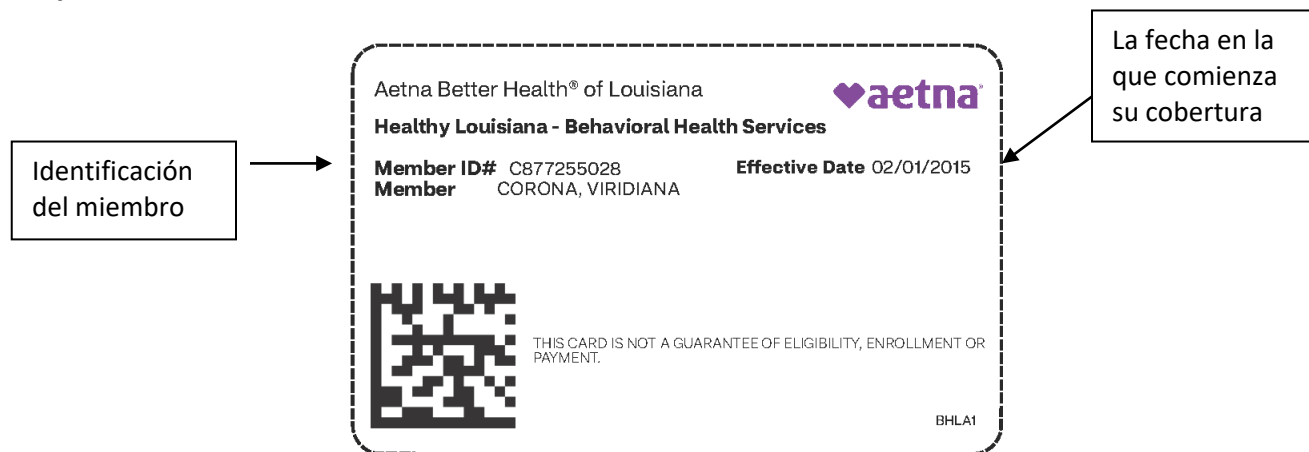 La fecha en la
que comienza
su cobertura
Aetna Better Health® of Louisiana
aetna
Healthy Louisiana - Behavioral Health Services
Identificación
del miembro
Member ID# C877255028 Effective Date 02/01/2015
Member CORONA, VIRIDIANA
THIS CARD IS NOT A GUARANTEE OF ELIGIBILITY, ENROLLMENT OR
PAYMENT.
BHLA1